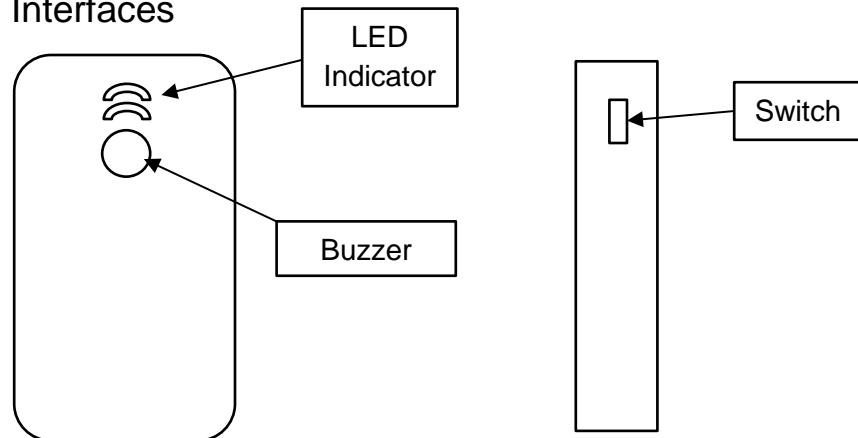 Interfaces
LED
Indicator
Switch
Buzzer